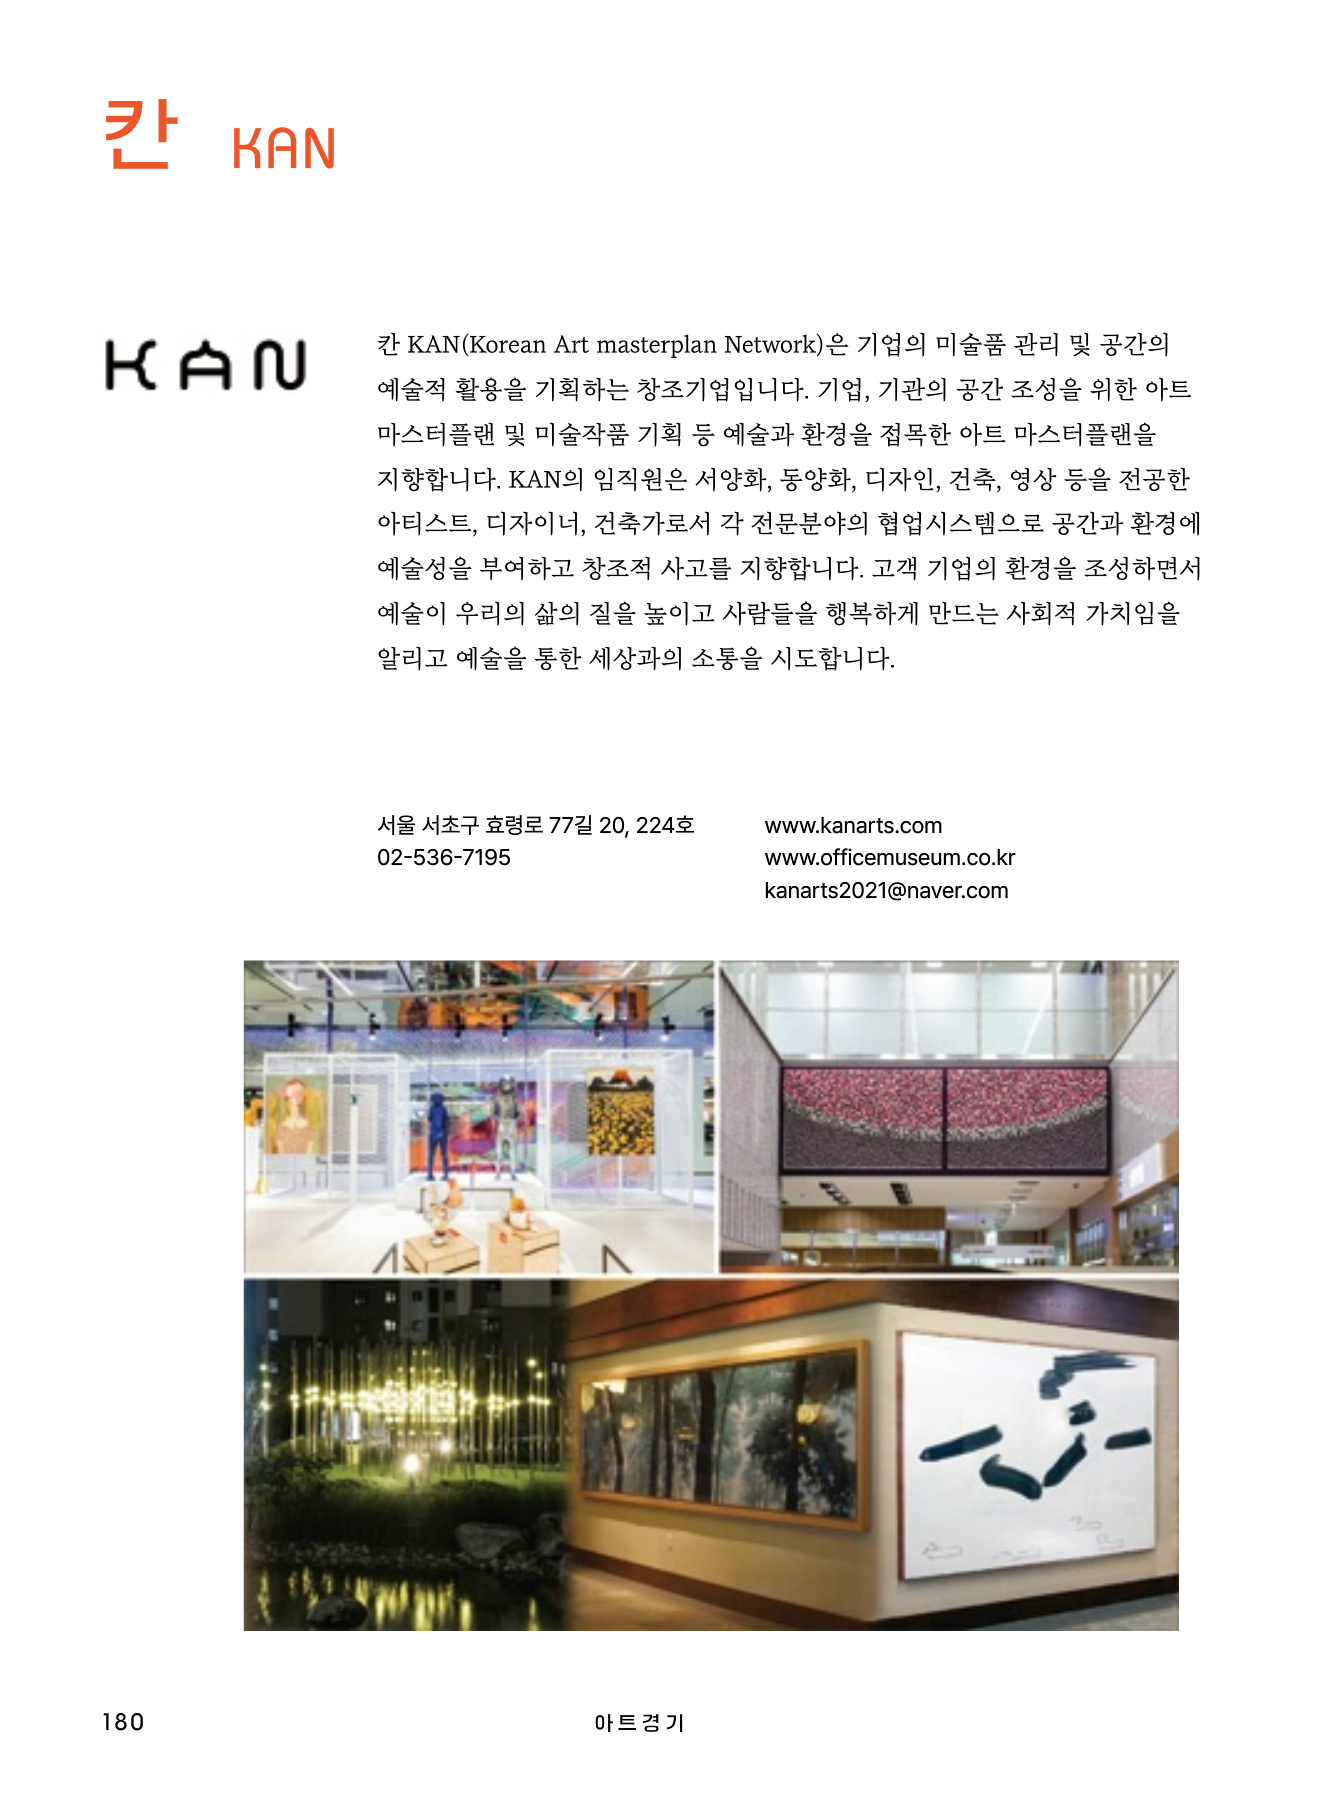 칸 KAN
KAN
칸 KAN(Korean Art masterplan Network)은 기업의 미술품 관리 및 공간의
예술적 활용을 기획하는 창조기업입니다. 기업, 기관의 공간 조성을 위한 아트
마스터플랜 및 미술작품 기획 등 예술과 환경을 접목한 아트 마스터플랜을
지향합니다. KAN의 임직원은 서양화, 동양화, 디자인, 건축, 영상 등을 전공한
아티스트, 디자이너, 건축가로서 각 전문분야의 협업시스템으로 공간과 환경에
예술성을 부여하고 창조적 사고를 지향합니다. 고객 기업의 환경을 조성하면서
예술이 우리의 삶의 질을 높이고 사람들을 행복하게 만드는 사회적 가치임을
알리고 예술을 통한 세상과의 소통을 시도합니다.
서울 서초구 효령로 77길 20, 224호
02-536-7195
www.kanarts.com
www.officemuseum.co.kr
kanarts2021@naver.com
180
아트경기